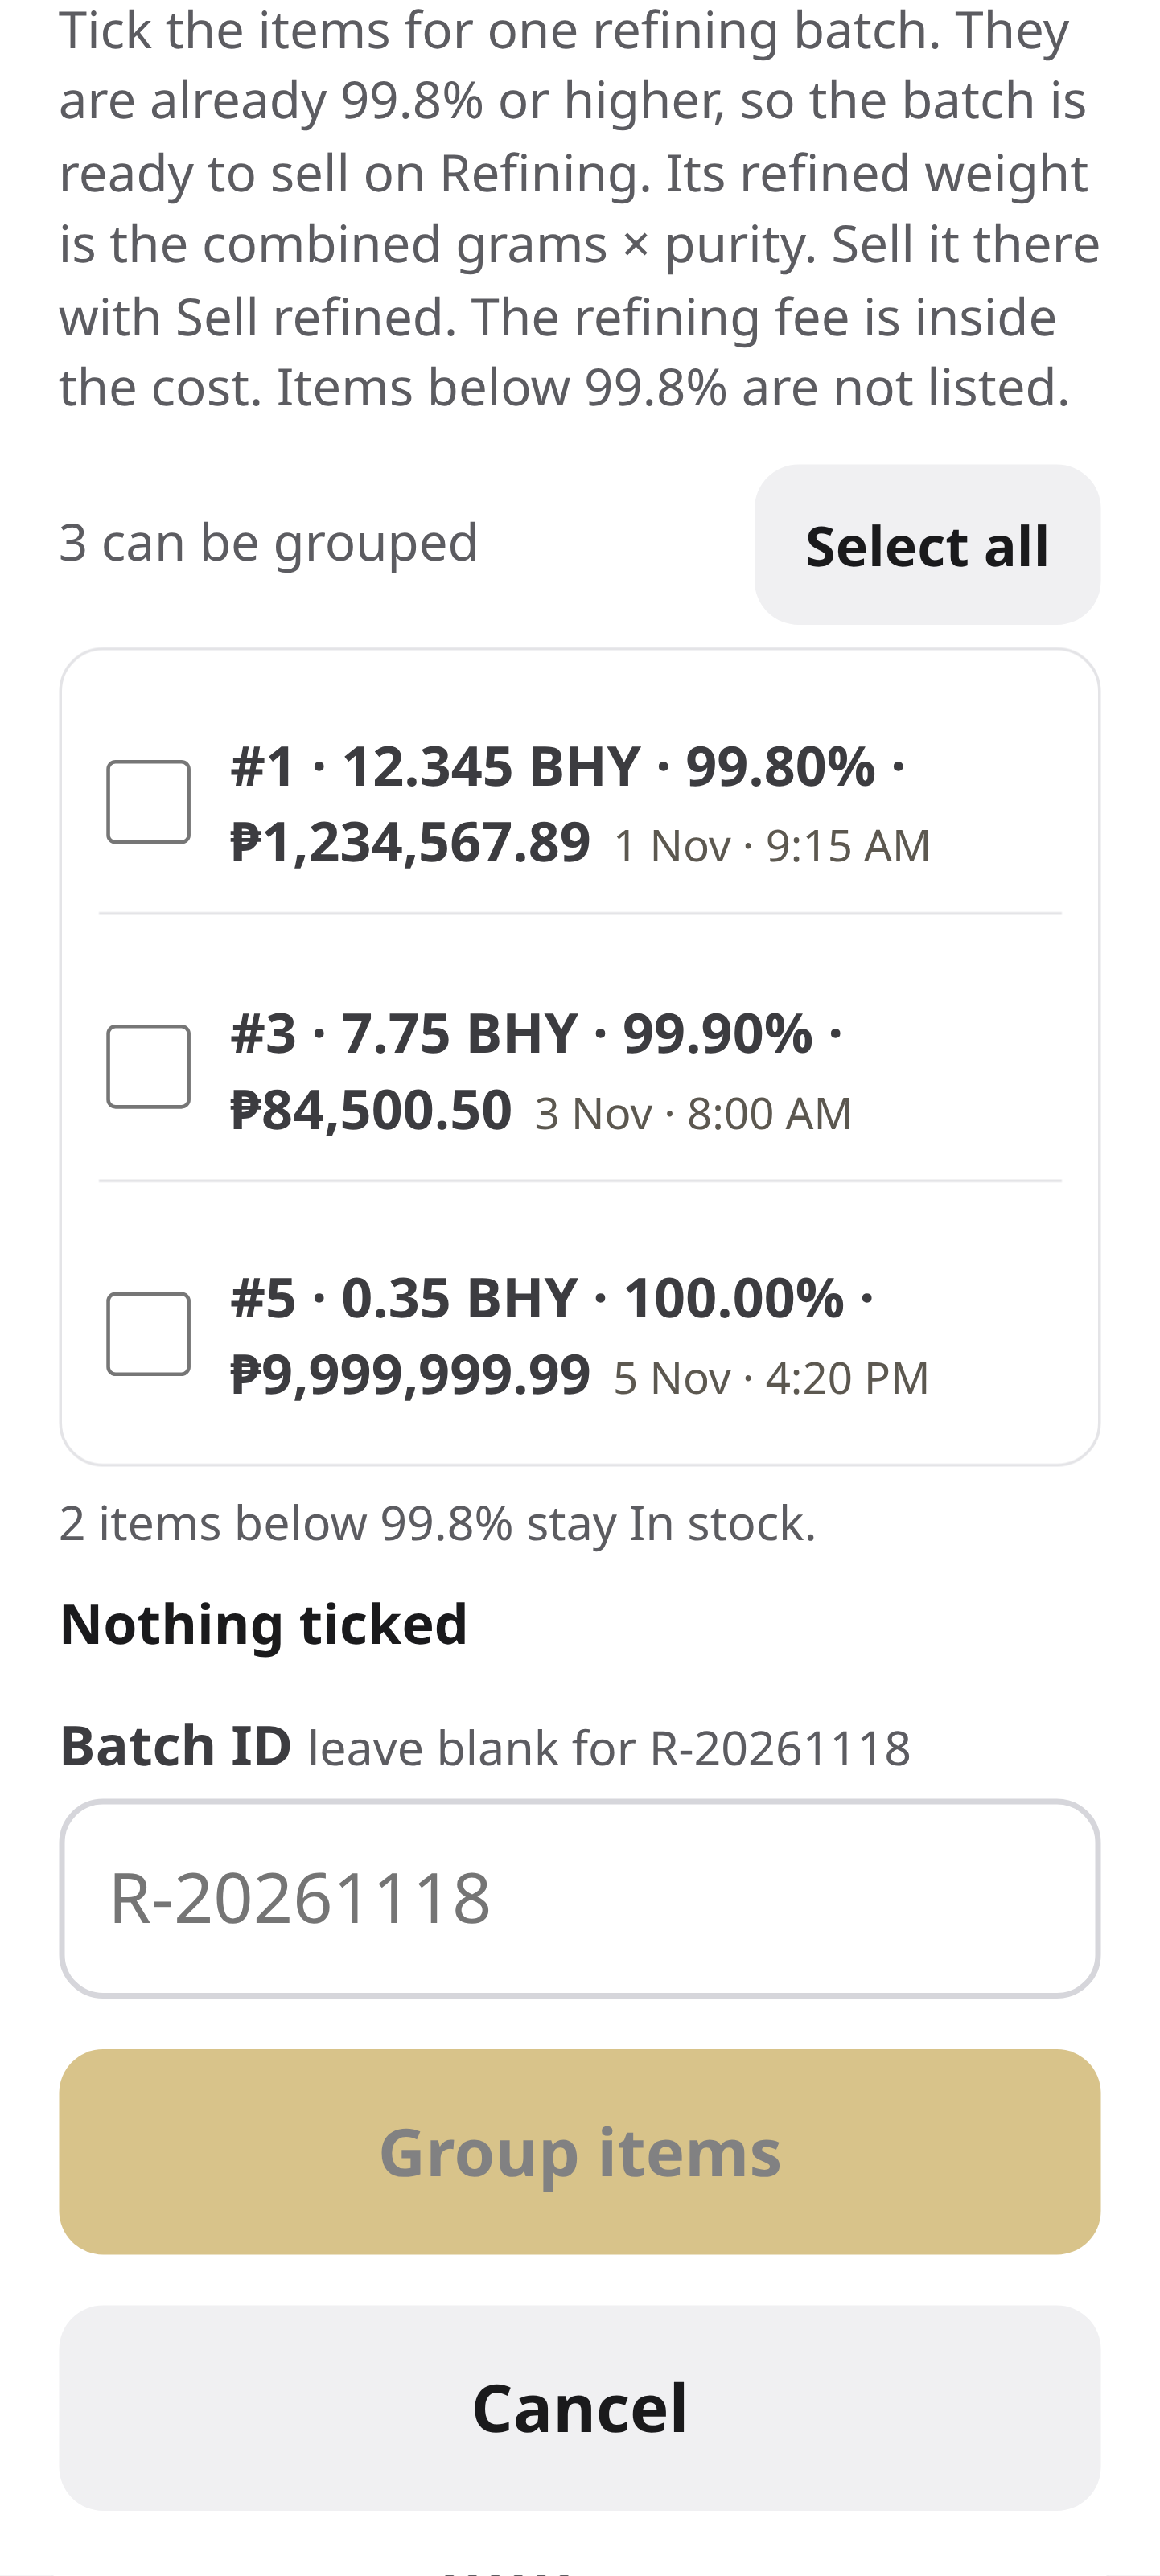 Tick the items for one refining batch. They
are already 99.8% or higher, so the batch is
ready to sell on Refining. Its refined weight
is the combined grams × purity. Sell it there
with Sell refined. The refining fee is inside
the cost. Items below 99.8% are not listed.
3 can be grouped
Select all
#1 · 12.345 BHY · 99.80% ·
₱1,234,567.89 1 Nov · 9:15 AM
#3 · 7.75 BHY · 99.90% ·
₱84,500.50 3 Nov · 8:00 AM
#5 · 0.35 BHY · 100.00% ·
₱9,999,999.99 5 Nov · 4:20 PM
2 items below 99.8% stay In stock.
Nothing ticked
Batch ID leave blank for R-20261118
R-20261118
Group items
Cancel